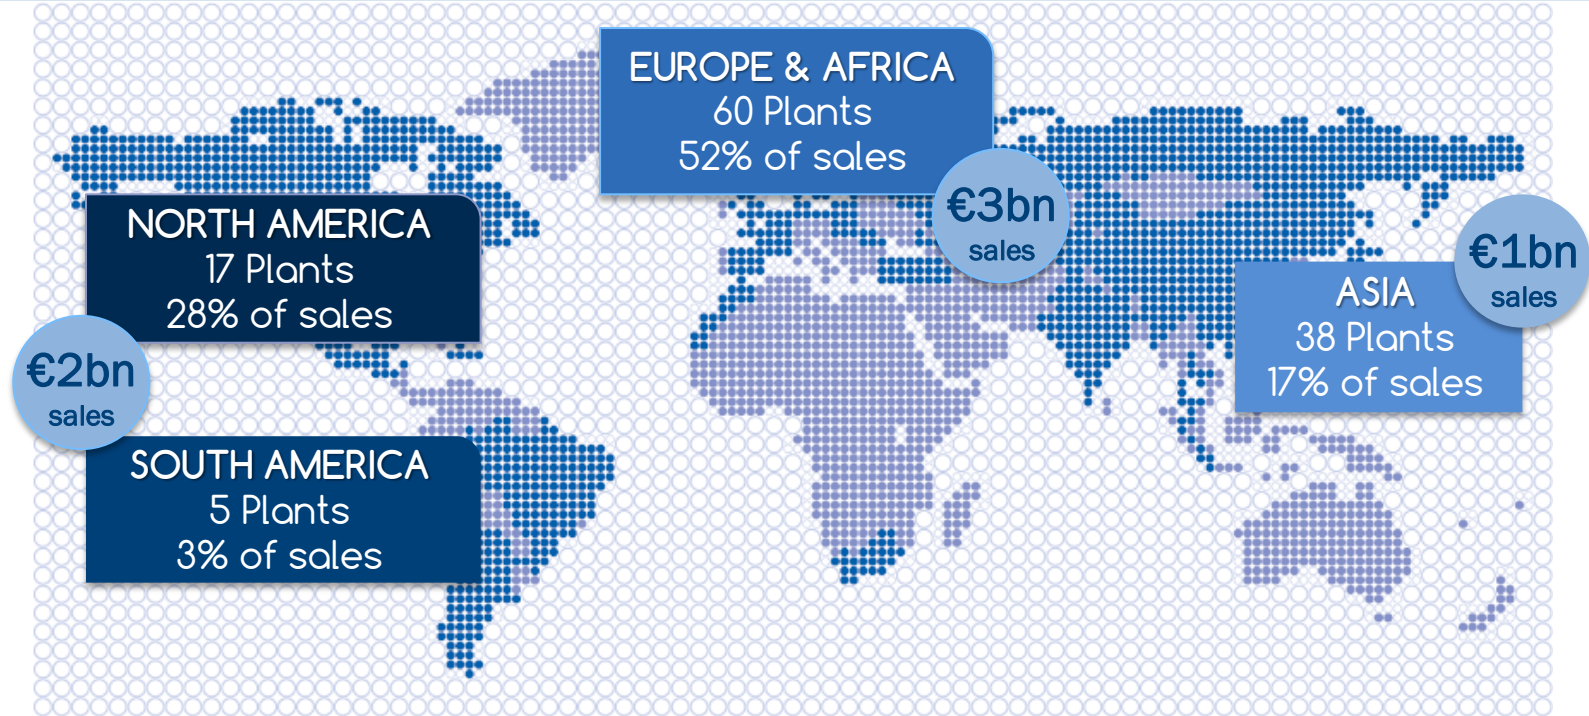 EUROPE & AFRICA
60 Plants
52% of sales
€3bn
sales
NORTH AMERICA
17 Plants
28% of sales
€2bn
sales
SOUTH AMERICA
5 Plants
3% of sales
€1bn
sales
ASIA
38 Plants
17% of sales